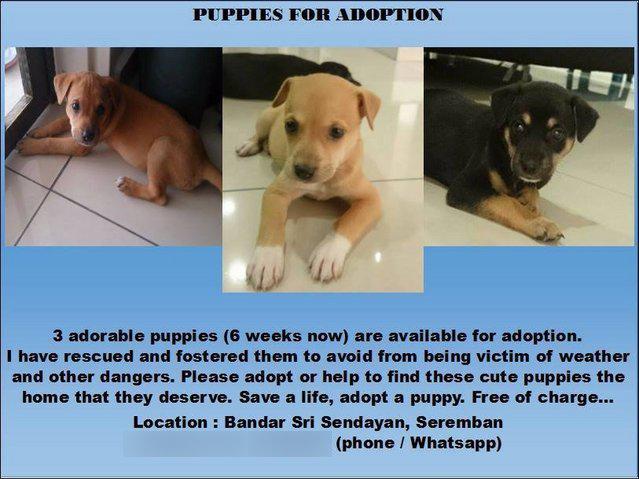 PUPPIES FOR ADOPTION
3 adorable puppies (6 weeks now) are available for adoption.
I have rescued and fostered them to avoid from being victim of weather
and other dangers. Please adopt or help to find these cute puppies the
home that they deserve. Save a life, adopt a puppy. Free of charge...
Location : Bandar Sri Sendayan, Seremban
(phone / Whatsapp)